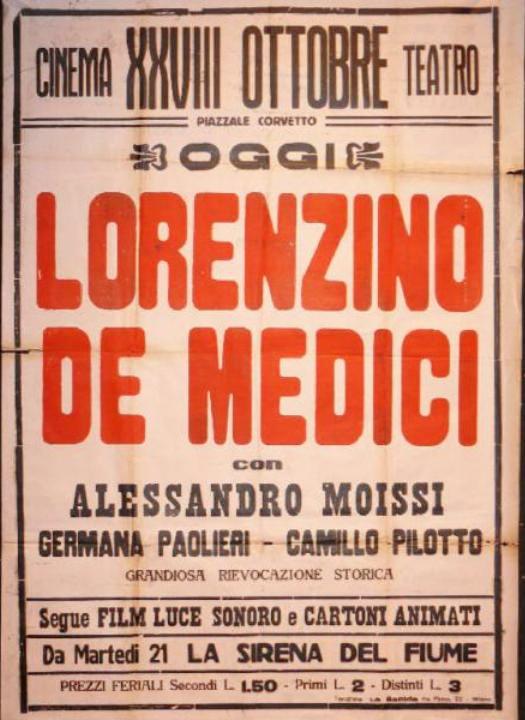 CINEMA XXVIII OTTOBRE TEATRO
PIAZZALE CORVETTO
OGGI
LORENZINO
DE MEDICI
con
ALESSANDRO MOISSI
GERMANA PAOLIERI - CAMILLO PILOTTO
GRANDIOSA RIEVOCAZIONE STORICA
Segue FILM LUCE SONORO e CARTONI ANIMATI
Da Martedi 21 LA SIRENA DEL FIUME
PREZZI FERIALI Secondi L. 1.50 - Primi L. 2 - Distinti L. 3